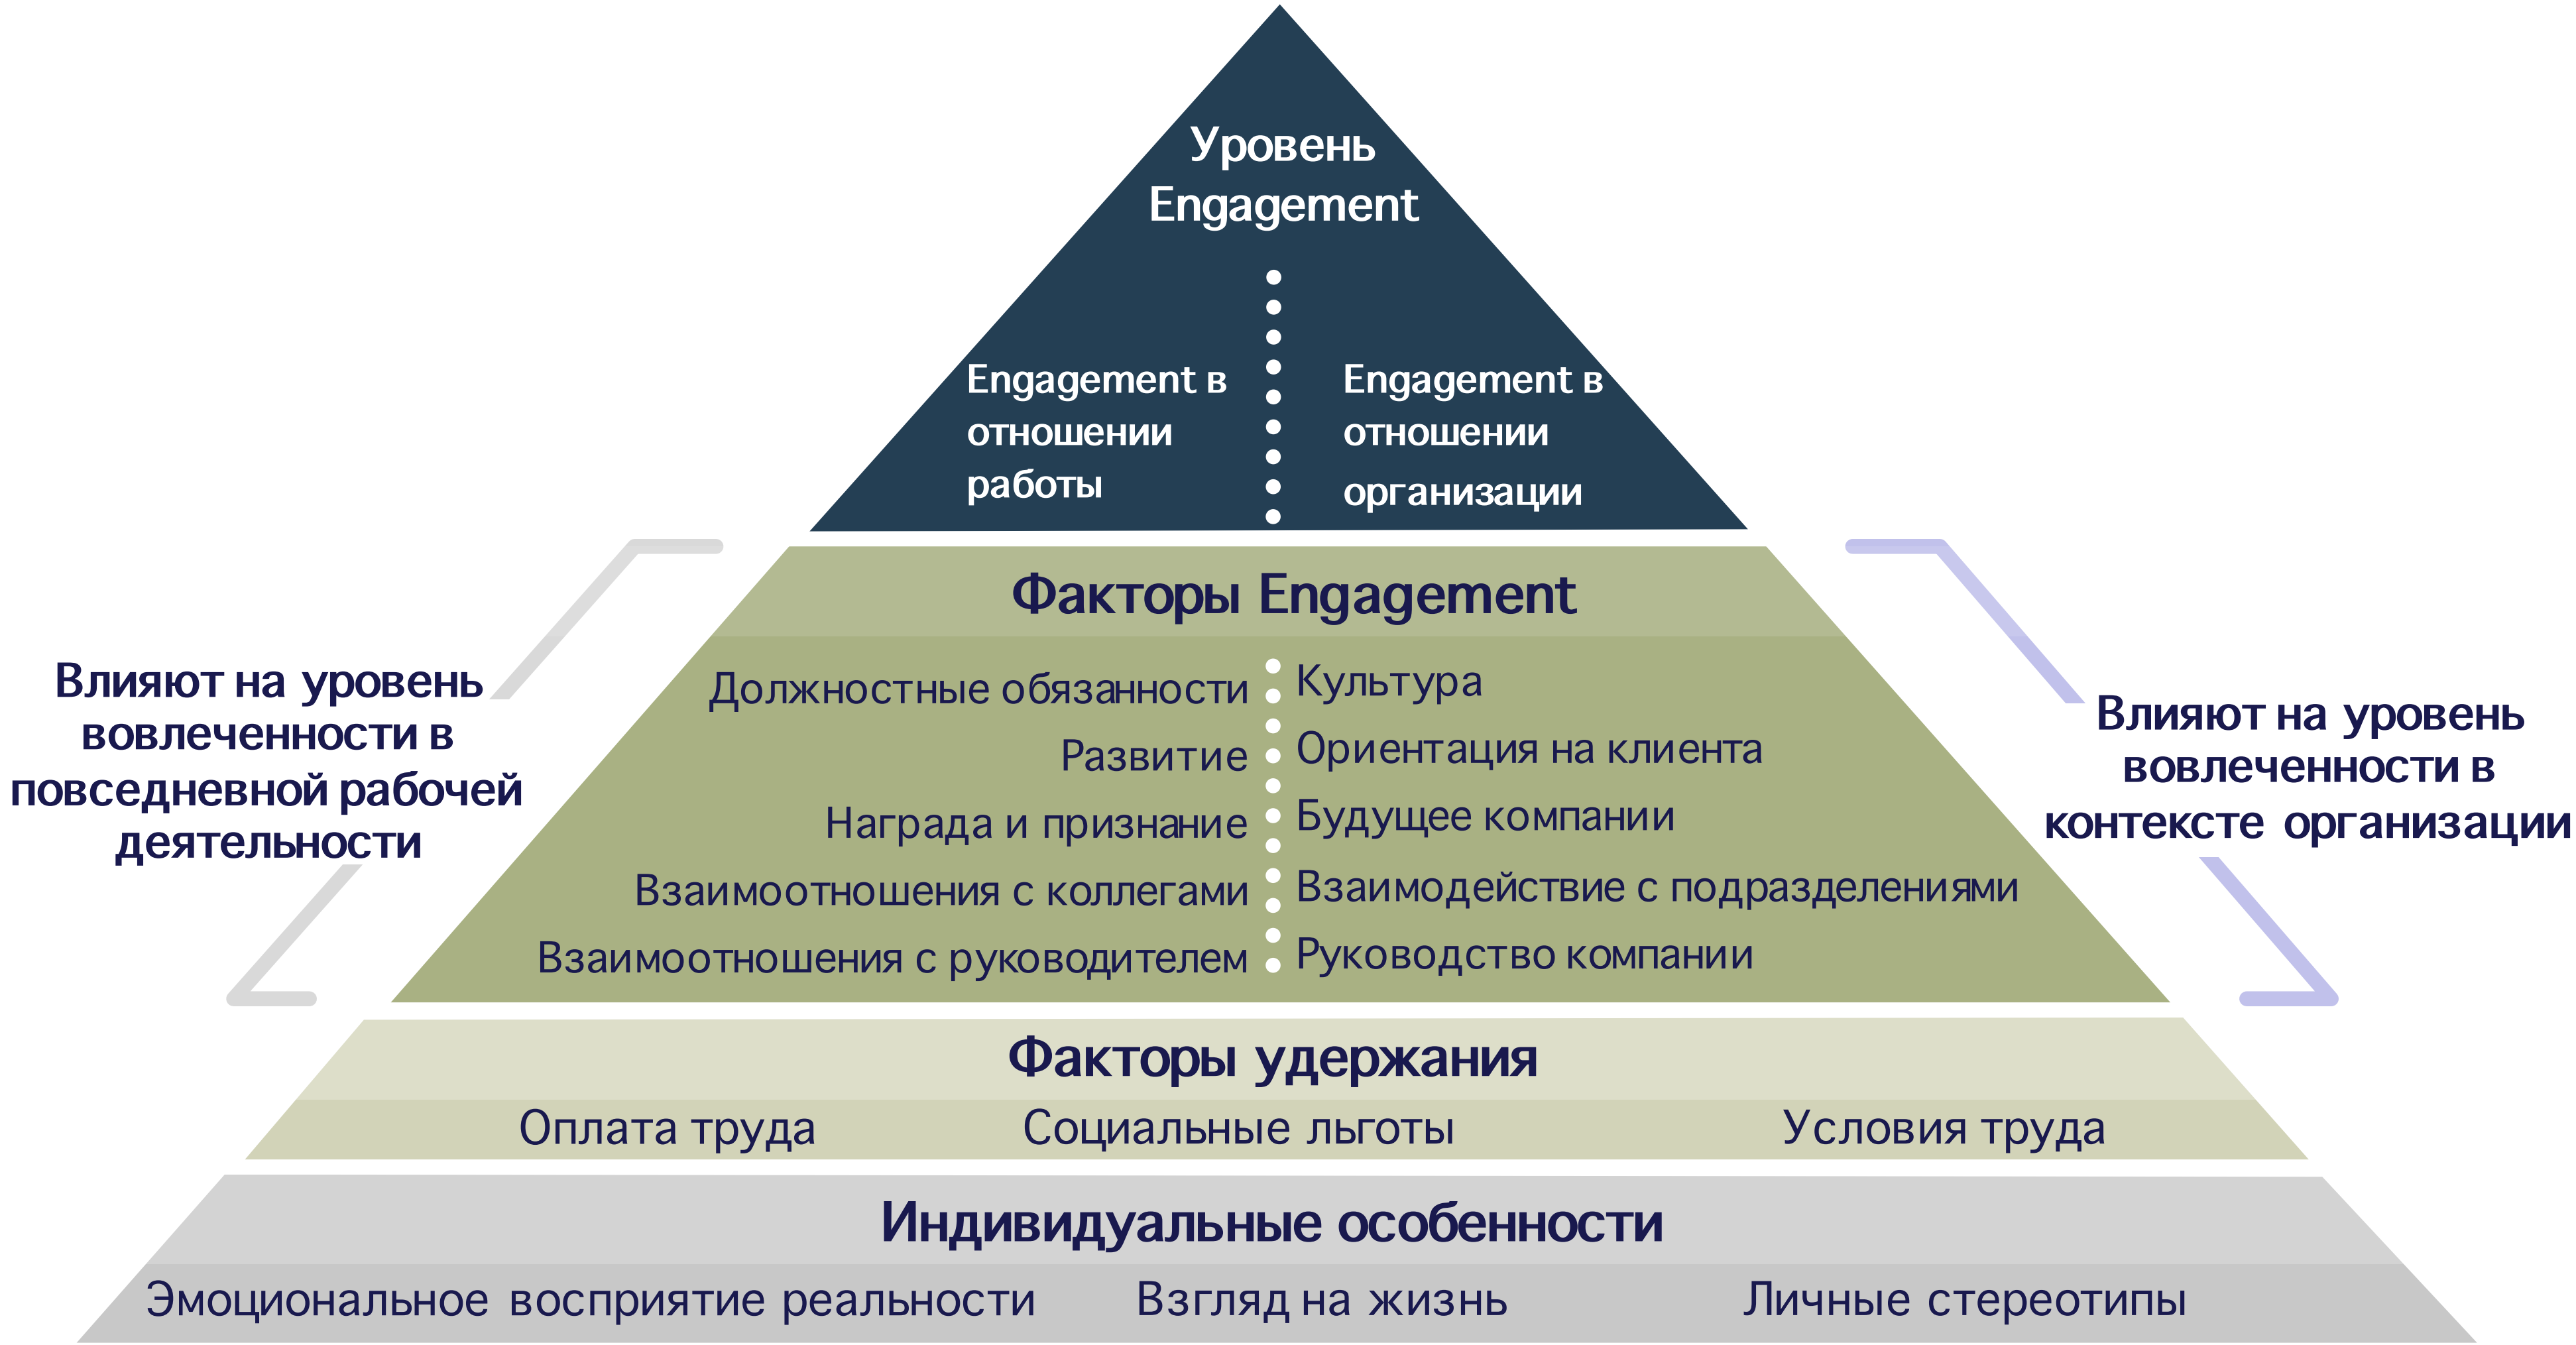 Уровень
Engagement
Engagement в
отношении
работы
Engagement в
отношении
организации
Факторы Engagement
Должностные обязанности
Развитие
Награда и признание
Взаимоотношения с коллегами
Взаимоотношения с руководителем
Культура
Ориентация на клиента
Будущее компании
Взаимодействие с подразделениями
Руководство компании
Влияют на уровень
вовлеченности в
повседневной рабочей
деятельности
Влияют на уровень
вовлеченности в
контексте организации
Факторы удержания
Оплата труда Социальные льготы Условия труда
Индивидуальные особенности
Эмоциональное восприятие реальности Взгляд на жизнь Личные стереотипы